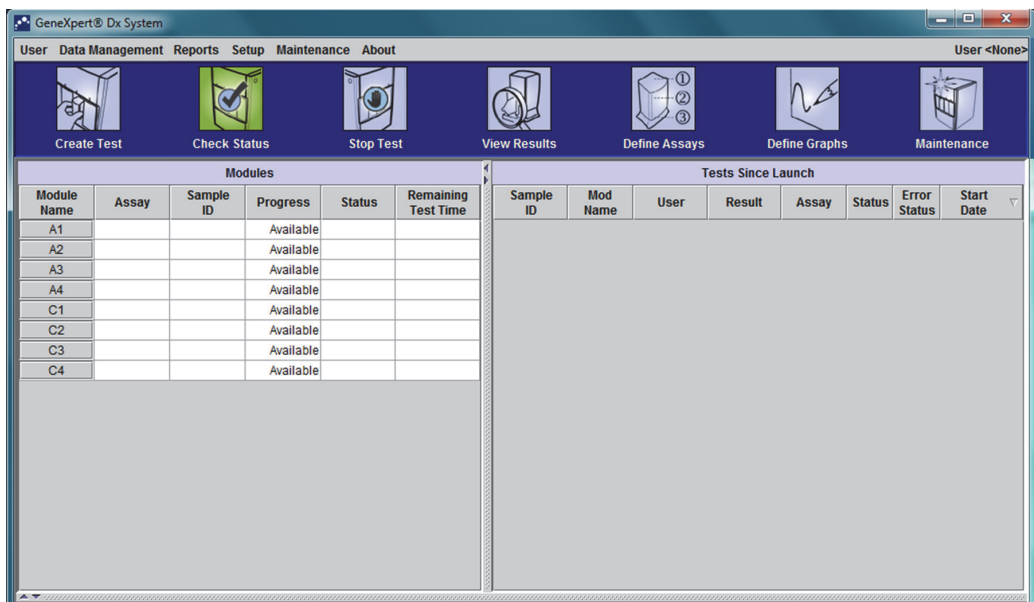 GeneXpert® Dx System
User Data Management Reports Setup Maintenance About User <None>
Create Test Check Status Stop Test View Results Define Assays Define Graphs Maintenance
①
②
③
Modules
Module Name Assay Sample ID Progress Status Remaining Test Time
A1 Available
A2 Available
A3 Available
A4 Available
C1 Available
C2 Available
C3 Available
C4 Available
Tests Since Launch
Sample ID Mod Name User Result Assay Status Error Status Start Date